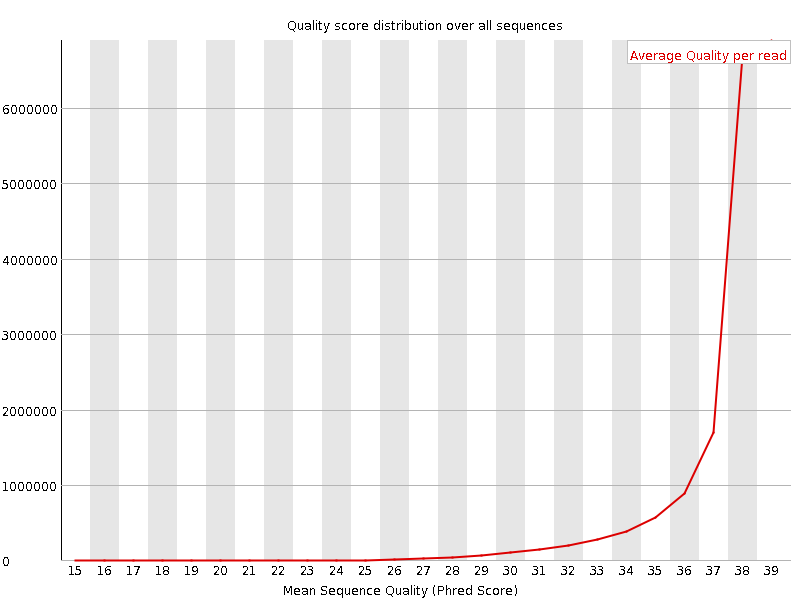 Quality score distribution over all sequences
Average Quality per read
6000000
5000000
4000000
3000000
2000000
1000000
0
15 16 17 18 19 20 21 22 23 24 25 26 27 28 29 30 31 32 33 34 35 36 37 38 39
Mean Sequence Quality (Phred Score)